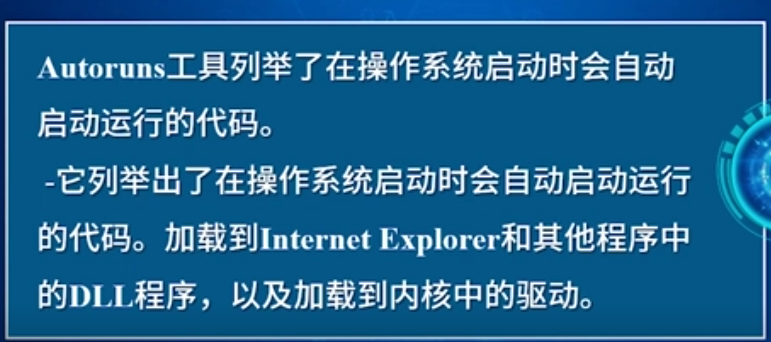 Autoruns工具列举了在操作系统启动时会自动
启动运行的代码。
-它列举出了在操作系统启动时会自动启动运行
的代码。加载到Internet Explorer和其他程序中
的DLL程序，以及加载到内核中的驱动。